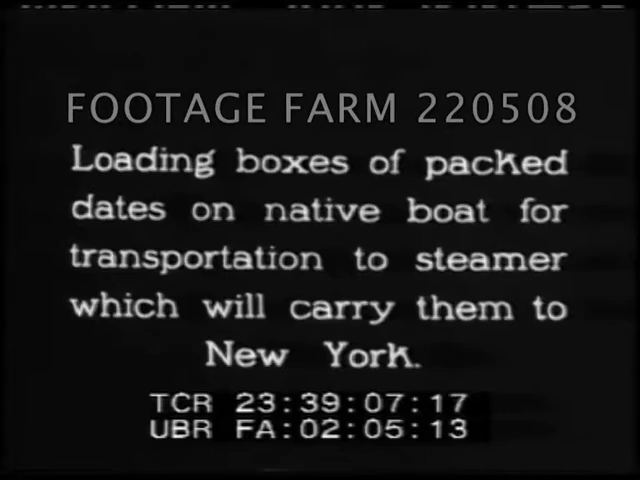 FOOTAGE FARM 220508
Loading boxes of packed
dates on native boat for
transportation to steamer
which will carry them to
New York.
TCR 23:39:07:17
UBR FA:02:05:13